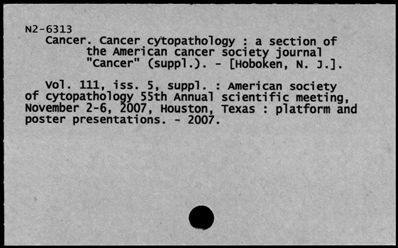 N2-6313
Cancer. Cancer cytopathology : a section of
the American cancer society journal
"Cancer" (suppl.). - [Hoboken, N. J.].
Vol. 111, iss. 5, suppl. : American society
of cytopathology 55th Annual scientific meeting,
November 2-6, 2007, Houston, Texas : platform and
poster presentations. - 2007.